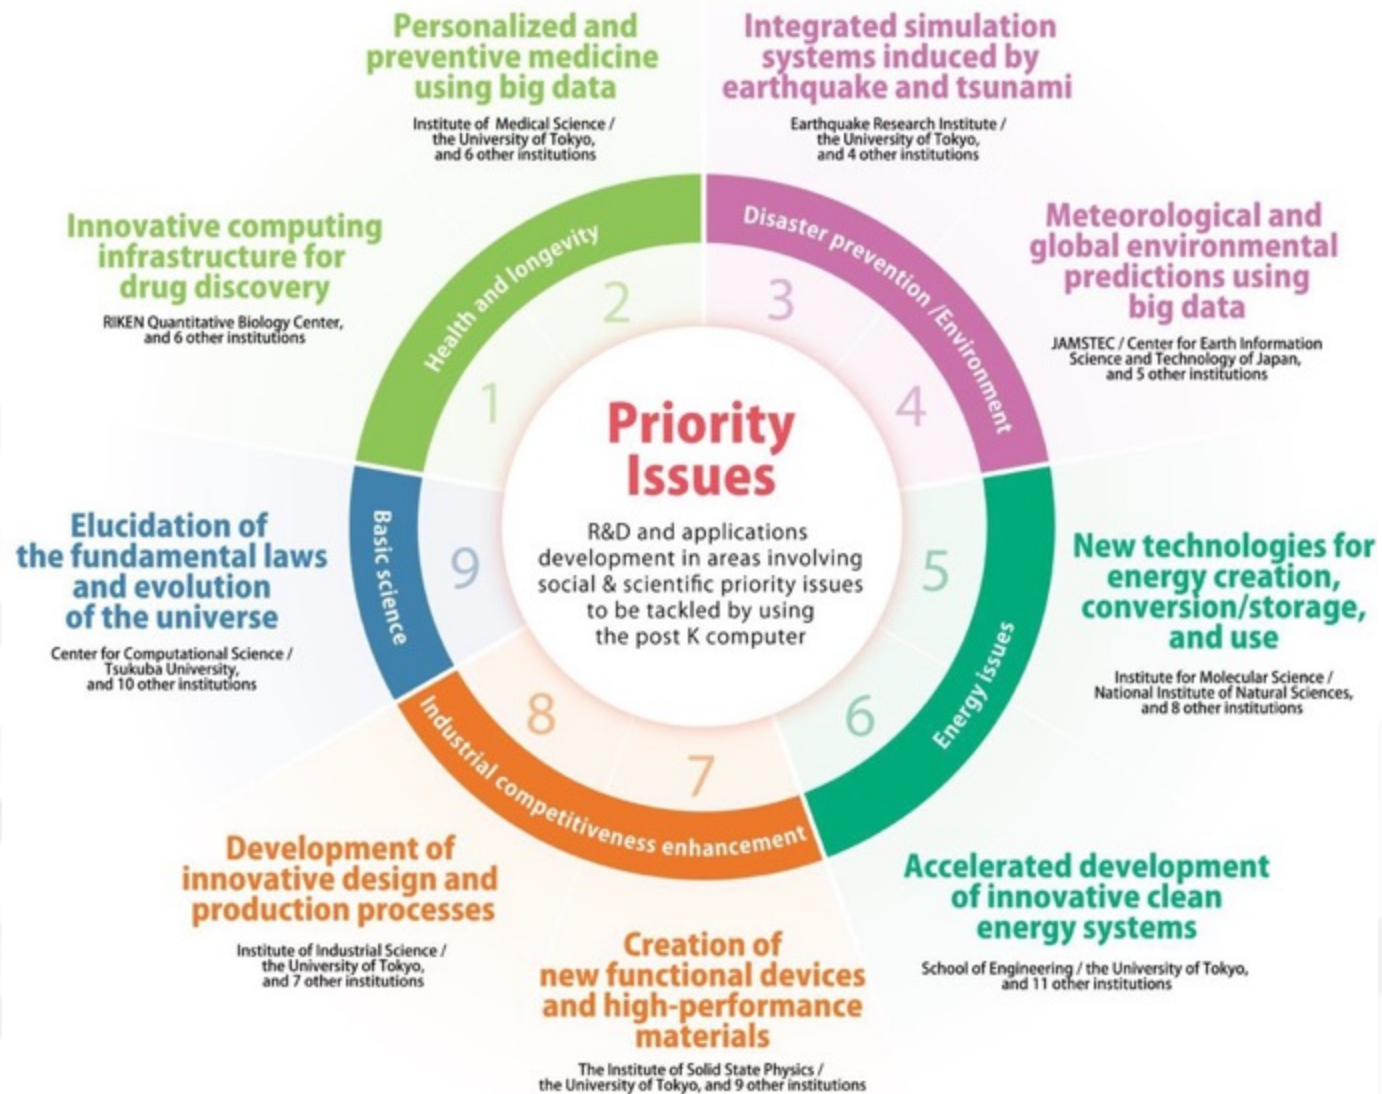 Personalized and
preventive medicine
using big data
Institute of Medical Science /
the University of Tokyo,
and 6 other institutions
Integrated simulation
systems induced by
earthquake and tsunami
Earthquake Research Institute /
the University of Tokyo,
and 4 other institutions
Innovative computing
infrastructure for
drug discovery
RIKEN Quantitative Biology Center,
and 6 other institutions
Meteorological and
global environmental
predictions using
big data
JAMSTEC / Center for Earth Information
Science and Technology of Japan,
and 5 other institutions
Health and longevity
Disaster prevention /Environment
2
3
1
4
Priority
Issues
R&D and applications
development in areas involving
social & scientific priority issues
to be tackled by using
the post K computer
Elucidation of
the fundamental laws
and evolution
of the universe
Center for Computational Science /
Tsukuba University,
and 10 other institutions
Basic science
9
5
New technologies for
energy creation,
conversion/storage,
and use
Institute for Molecular Science /
National Institute of Natural Sciences,
and 8 other institutions
Energy issues
8
6
7
Industrial competitiveness enhancement
Development of
innovative design and
production processes
Institute of Industrial Science /
the University of Tokyo,
and 7 other institutions
Accelerated development
of innovative clean
energy systems
School of Engineering / the University of Tokyo,
and 11 other institutions
Creation of
new functional devices
and high-performance
materials
The Institute of Solid State Physics /
the University of Tokyo, and 9 other institutions